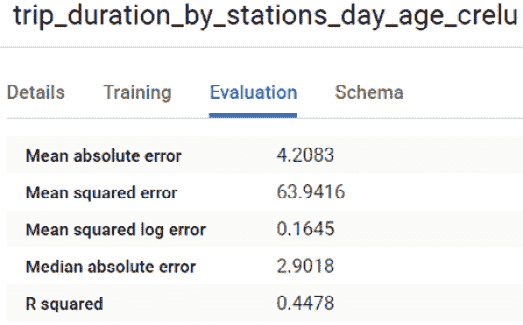 trip_duration_by_stations_day_age_crelu
Details Training Evaluation Schema
Mean absolute error 4.2083
Mean squared error 63.9416
Mean squared log error 0.1645
Median absolute error 2.9018
R squared 0.4478